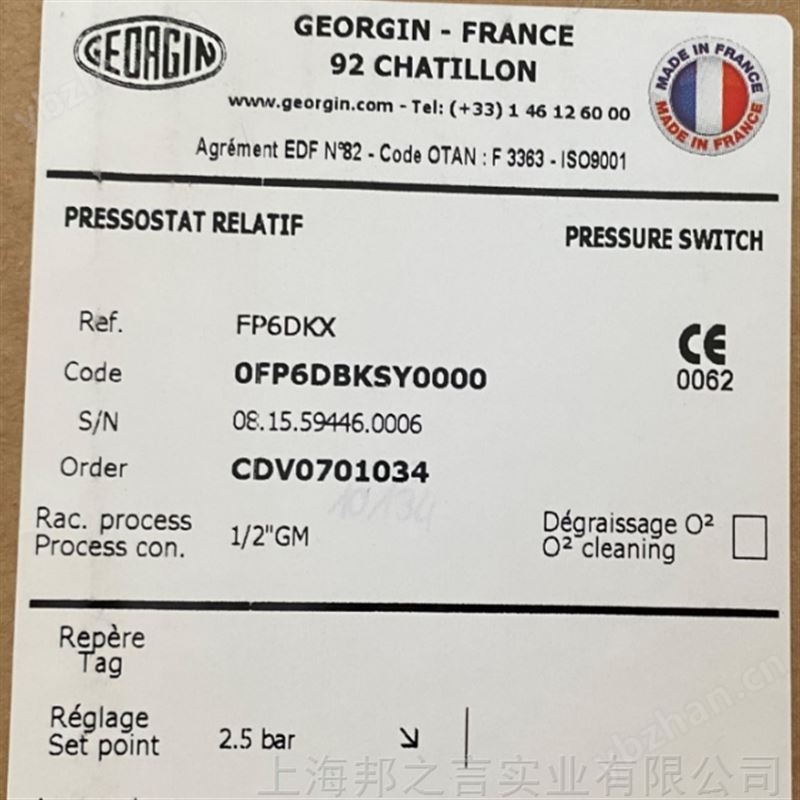 GEORGIN
GEORGIN - FRANCE
92 CHATILLON
www.georgin.com - Tel: (+33) 1 46 12 60 00
Agrément EDF N°82 - Code OTAN : F 3363 - ISO9001
MADE IN FRANCE
MADE IN FRANCE
PRESSOSTAT RELATIF
PRESSURE SWITCH
Ref. FP6DKX
CE
Code 0FP6DBKSY0000
0062
S/N 08.15.59446.0006
Order CDV0701034
10134
Rac. process
Process con. 1/2"GM
Dégraissage O²
O² cleaning
Repère
Tag
Réglage
Set point 2.5 bar ↘
上海邦之言实业有限公司
ybzhan.cn